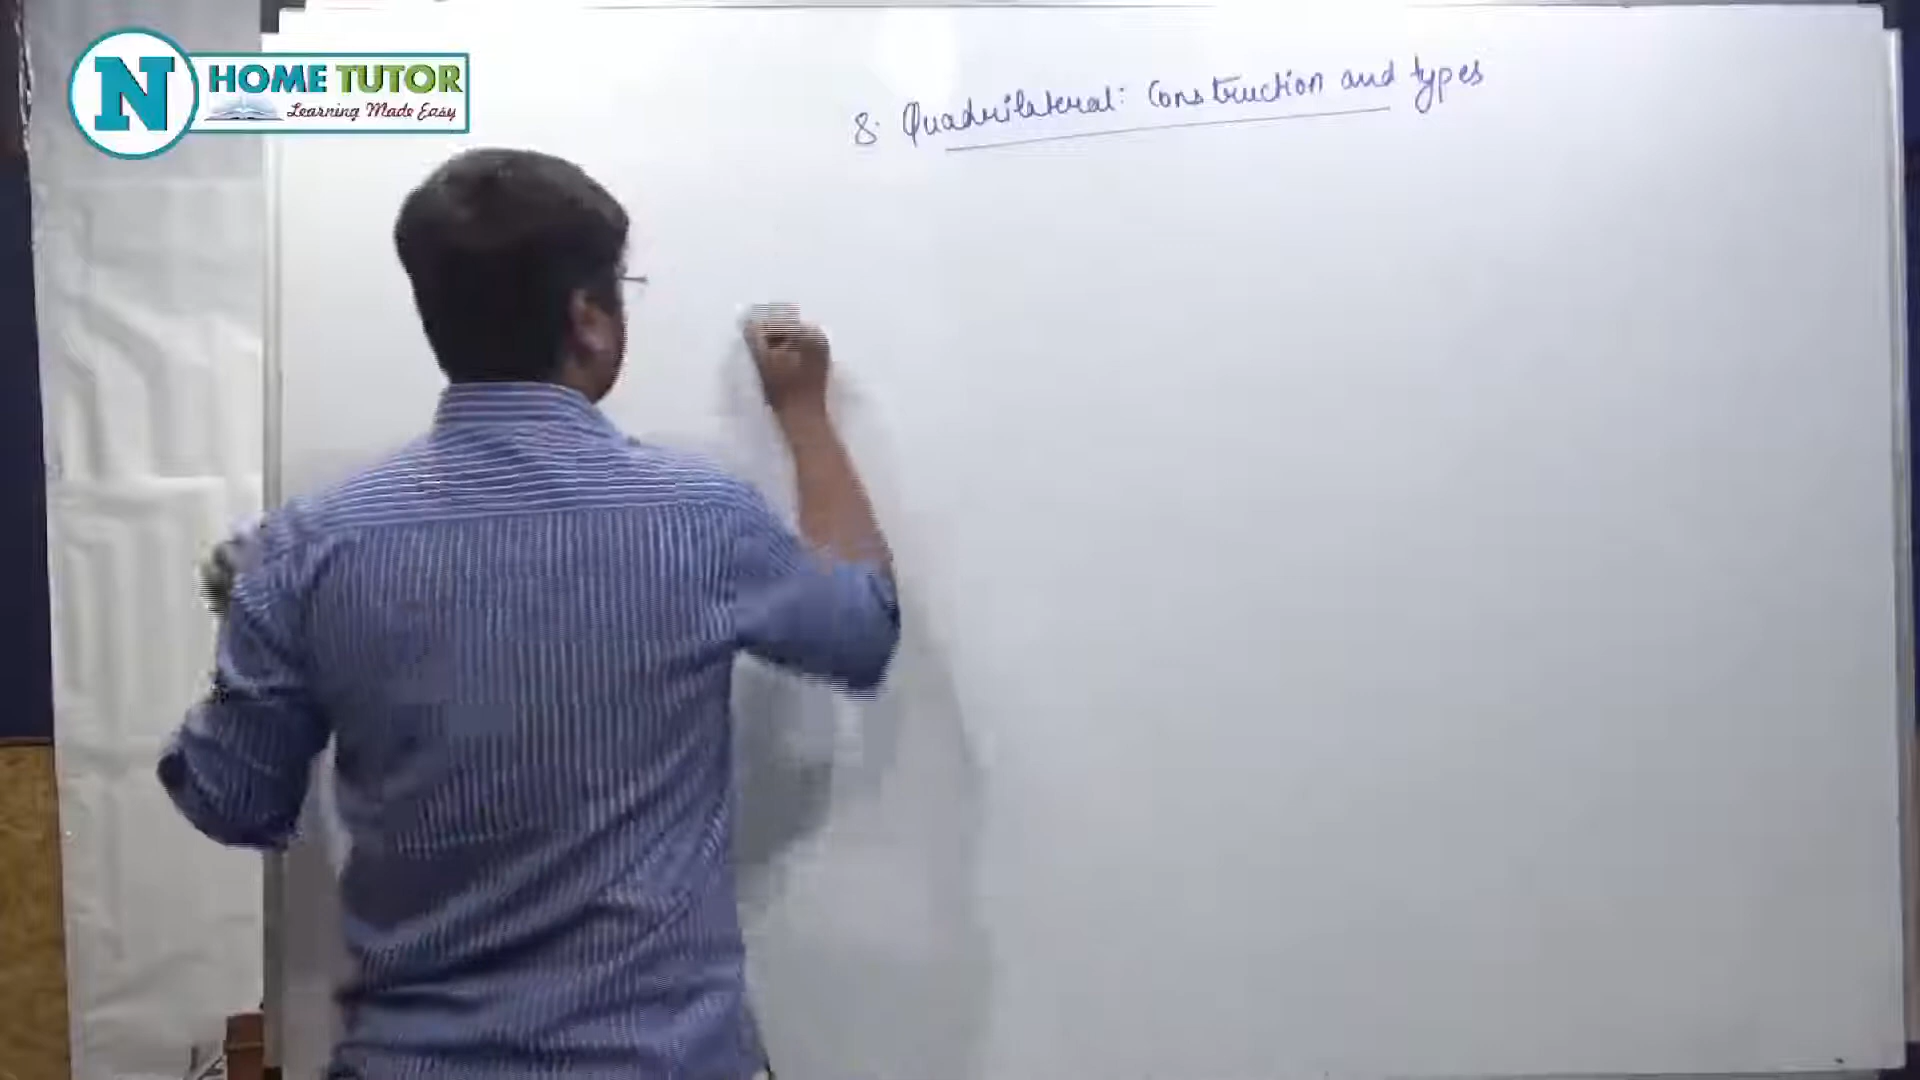 N HOME TUTOR
Learning Made Easy
8. Quadrilateral: Construction and types